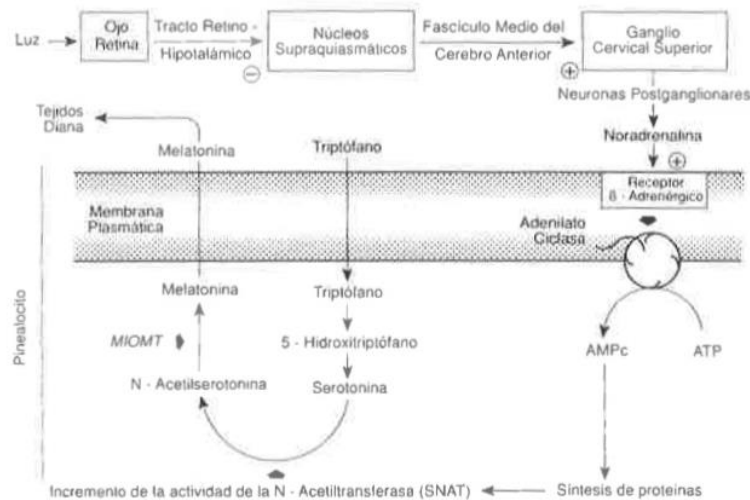 Luz
Ojo
Retina
Tracto Retino -
Hipotalámico
Núcleos
Supraquiasmáticos
Fascículo Medio del
Cerebro Anterior
Ganglio
Cervical Superior
Neuronas Postganglionares
Noradrenalina
Tejidos
Diana
Melatonina
Triptófano
Receptor
β - Adrenérgico
Membrana
Plasmática
Adenilato
Ciclasa
Pinealocito
Melatonina
Triptófano
MIOMT
5 - Hidroxitriptófano
AMPc
ATP
N - Acetilserotonina
Serotonina
Incremento de la actividad de la N - Acetiltransferasa (SNAT)
Síntesis de proteinas